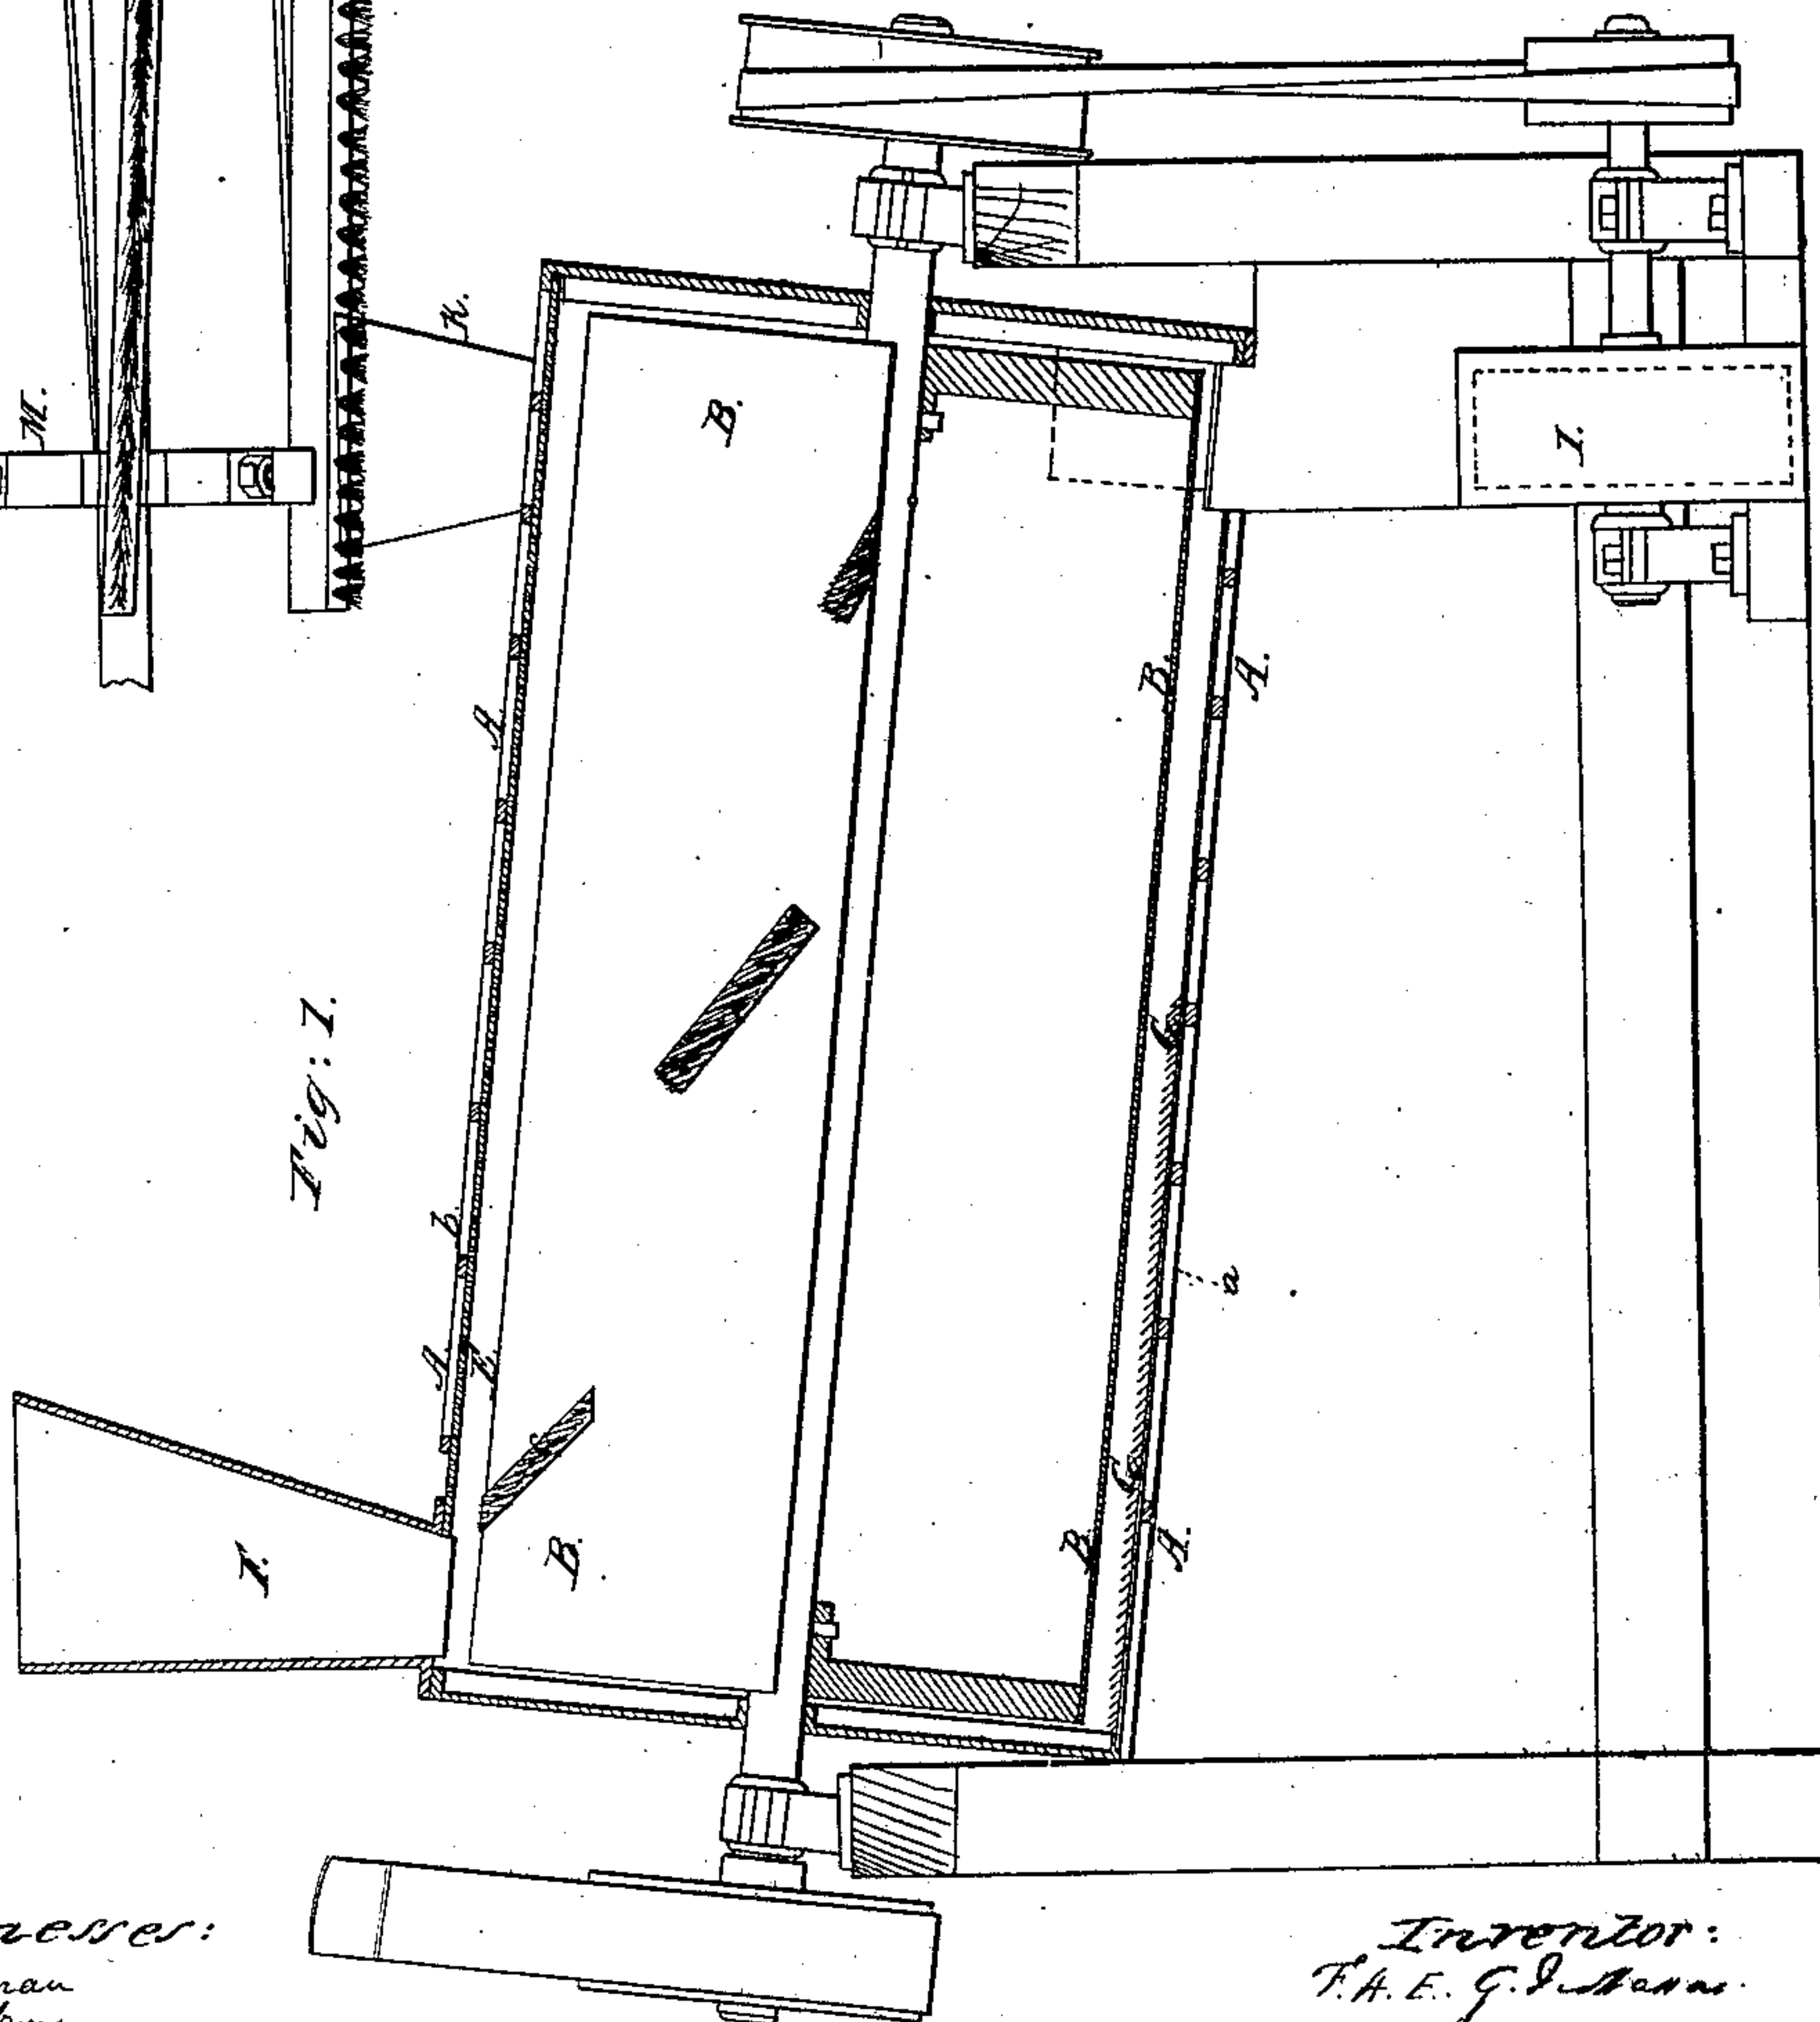 M.
K.
B.
A.
B.
A.
I.
Fig: I.
b.
A.
E.
C
a
c
C
I.
B.
B.
A.
Inventor:
F. A. E. G.